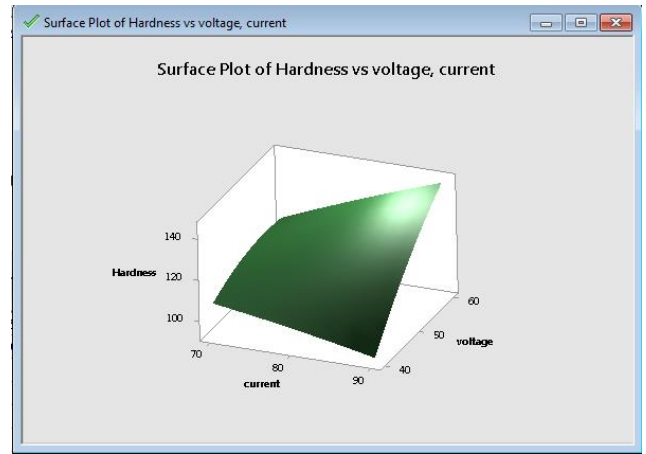 Surface Plot of Hardness vs voltage, current
Surface Plot of Hardness vs voltage, current
140
Hardness 120
100
60
50 voltage
40
70
80
90
current